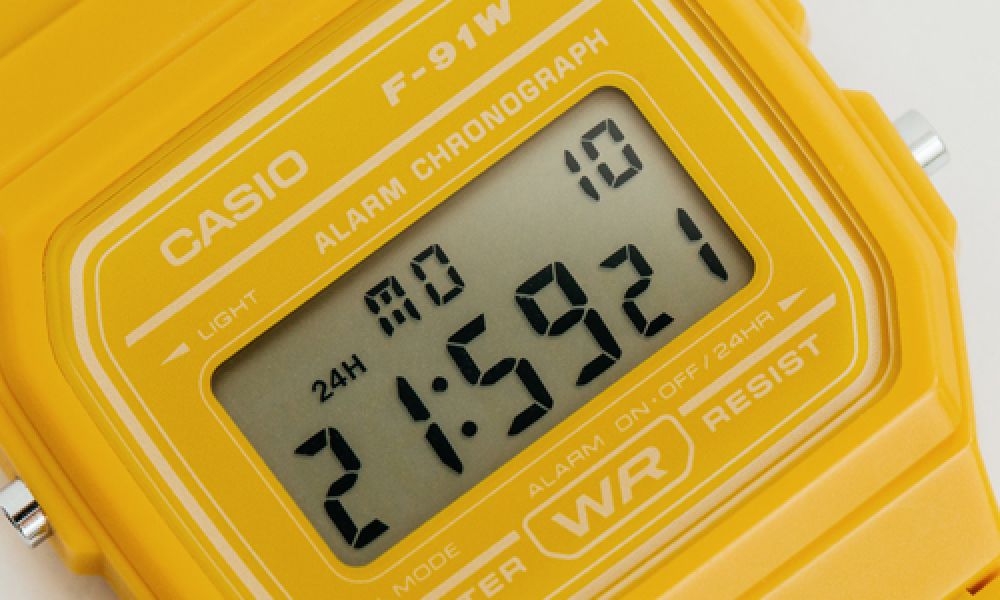 F-91W
CASIO
ALARM CHRONOGRAPH
LIGHT
MO 10
24H
21:59 21
ALARM ON·OFF/24HR
MODE
WR
RESIST